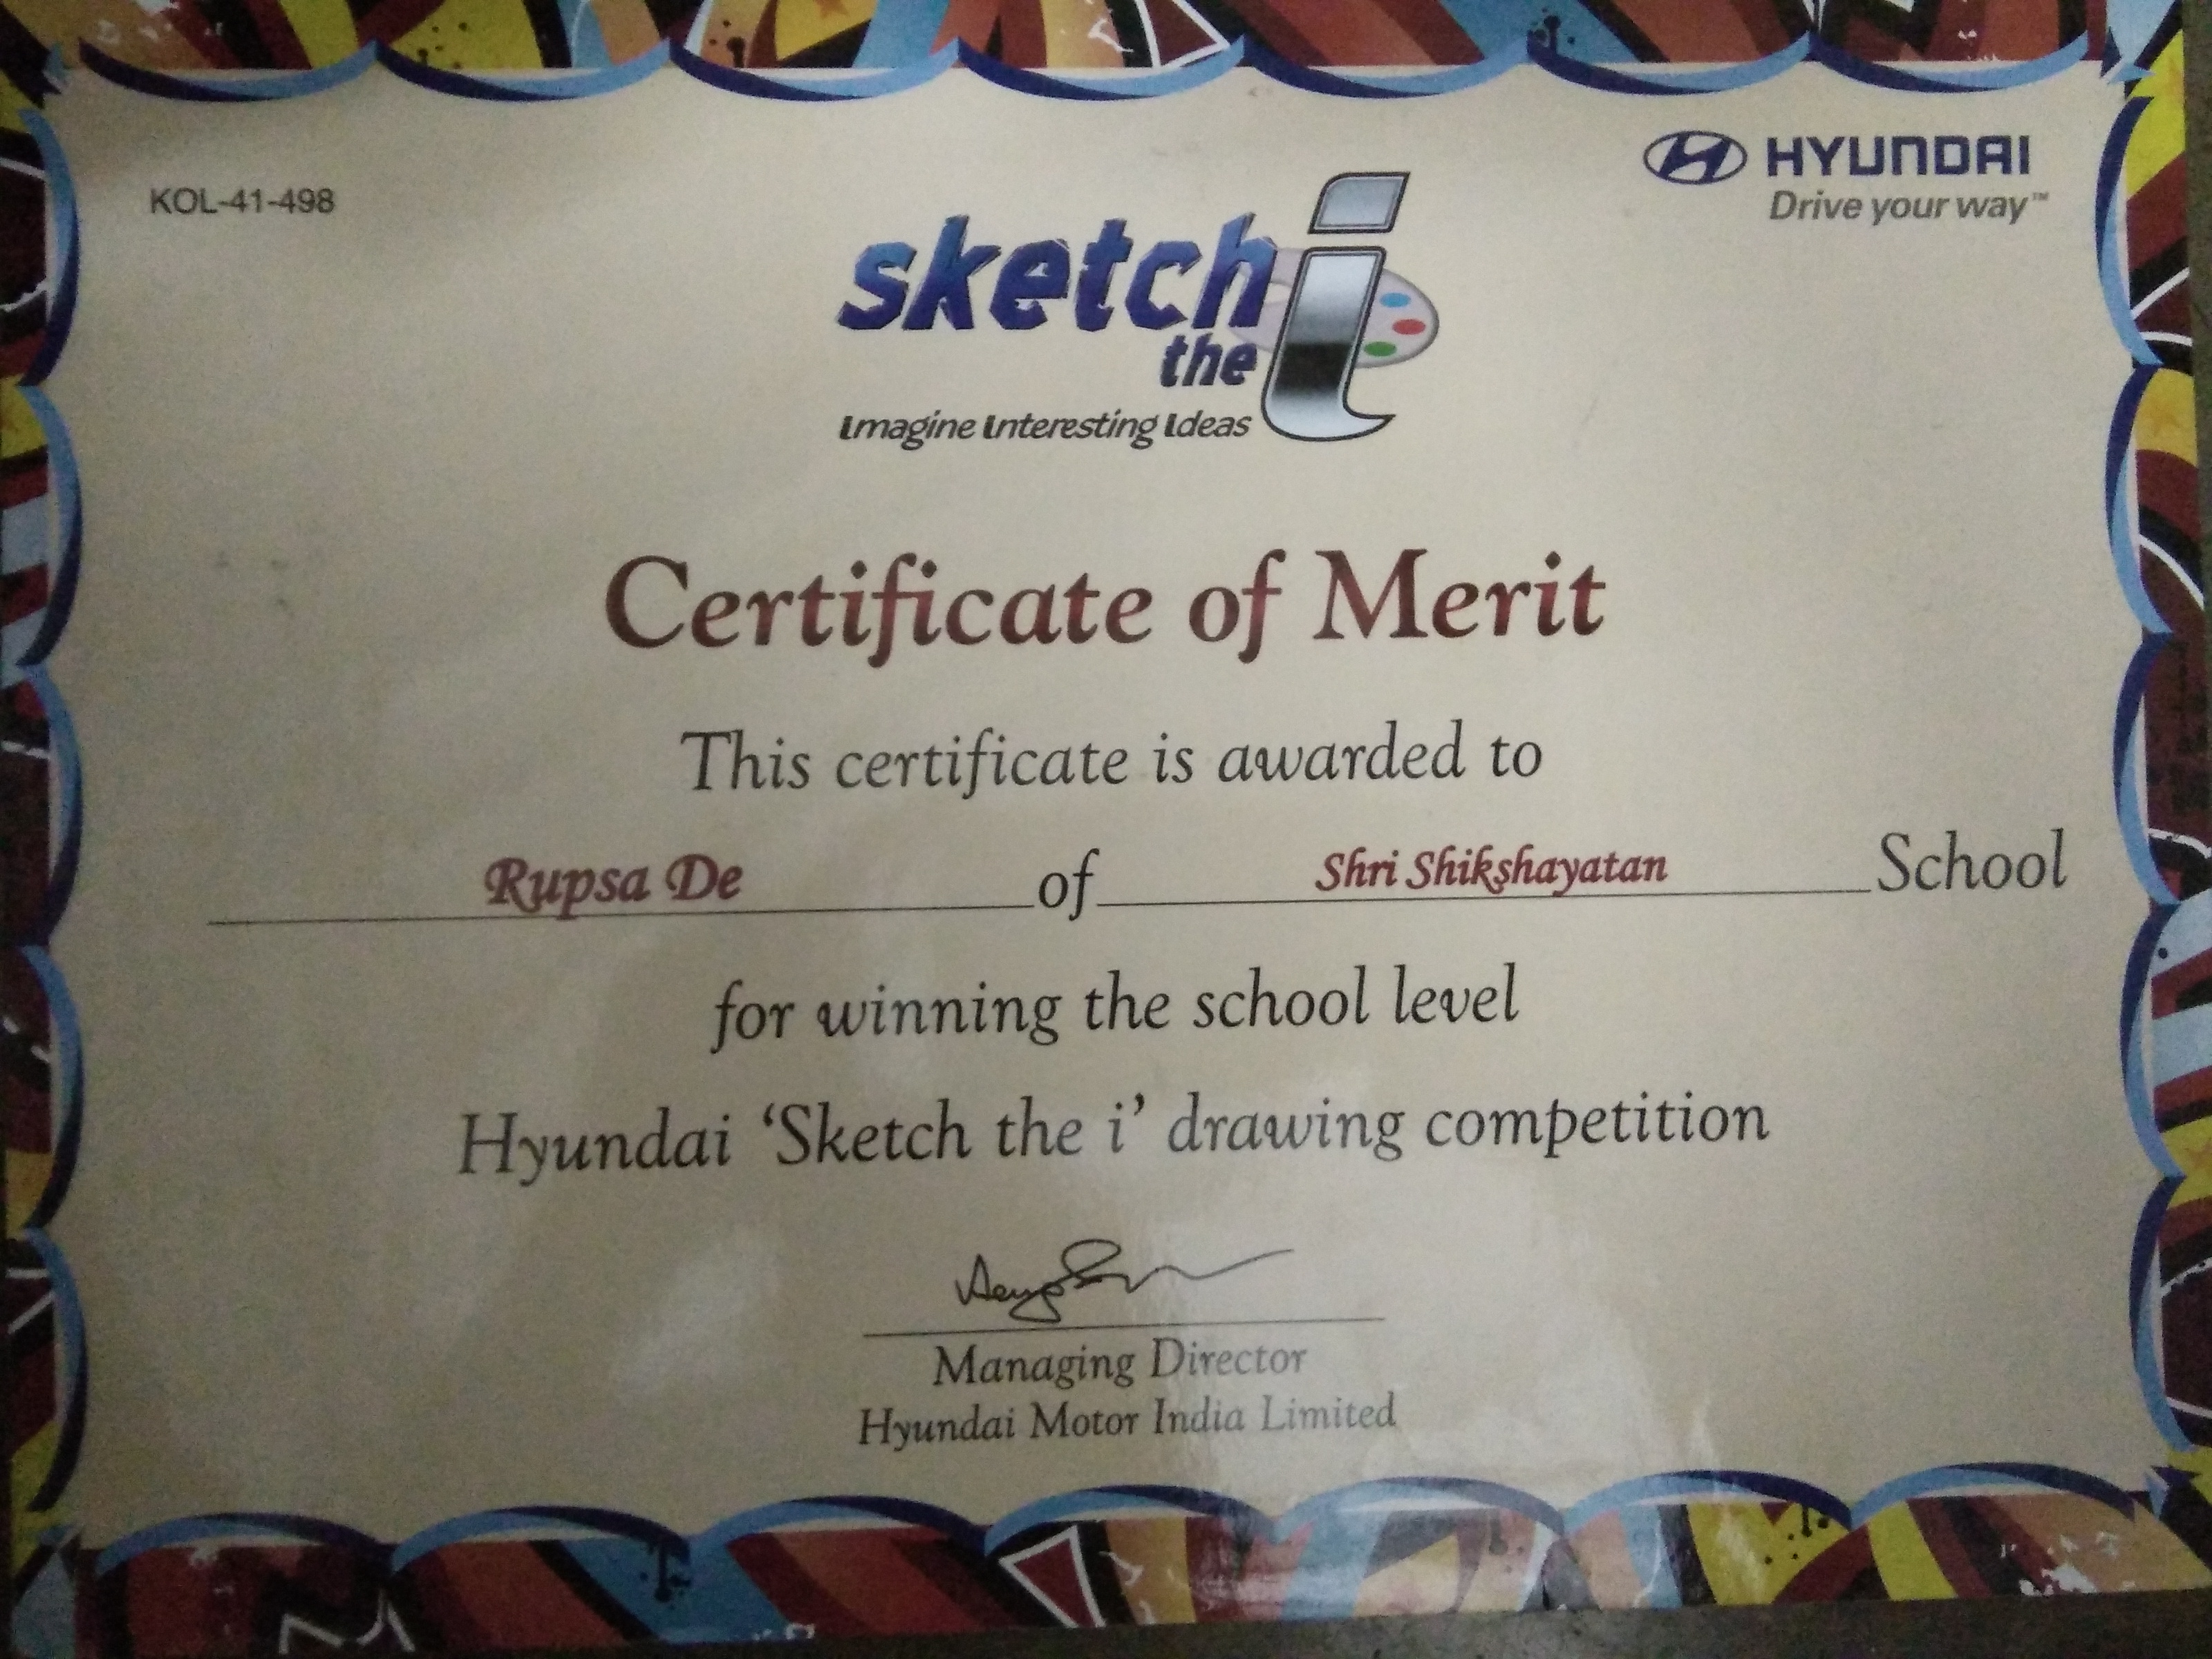 KOL-41-498
HYUNDAI
Drive your way™
sketch
the i
Imagine Interesting Ideas
Certificate of Merit
This certificate is awarded to
Rupsa De of Shri Shikshayatan School
for winning the school level
Hyundai ‘Sketch the i’ drawing competition
Managing Director
Hyundai Motor India Limited